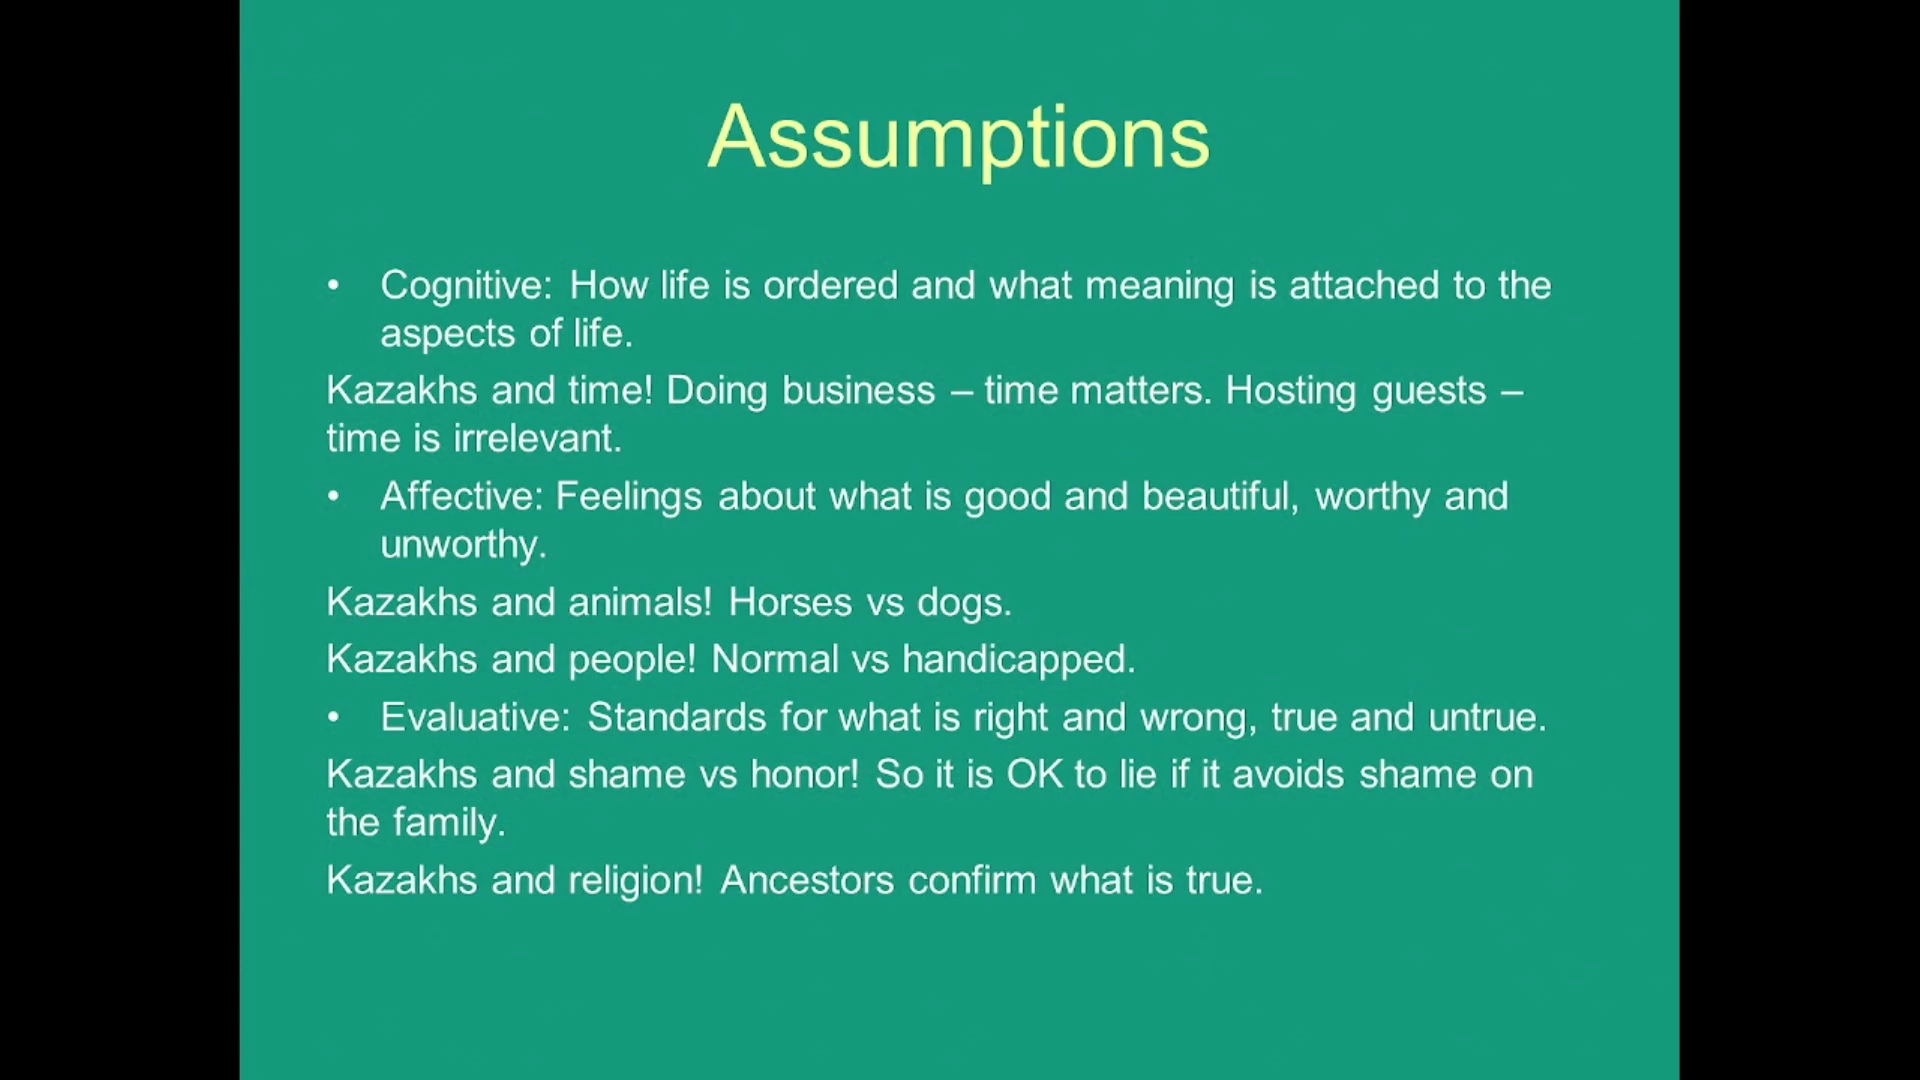 Assumptions
• Cognitive: How life is ordered and what meaning is attached to the
aspects of life.
Kazakhs and time! Doing business – time matters. Hosting guests –
time is irrelevant.
• Affective: Feelings about what is good and beautiful, worthy and
unworthy.
Kazakhs and animals! Horses vs dogs.
Kazakhs and people! Normal vs handicapped.
• Evaluative: Standards for what is right and wrong, true and untrue.
Kazakhs and shame vs honor! So it is OK to lie if it avoids shame on
the family.
Kazakhs and religion! Ancestors confirm what is true.